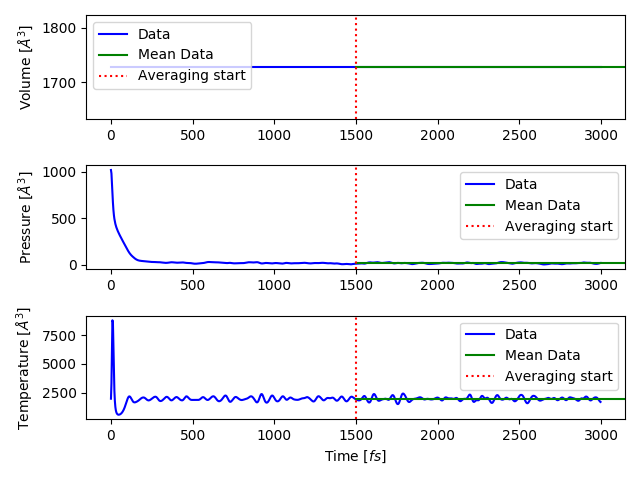 1800
1700
Volume [Å³]
Data
Mean Data
Averaging start
0 500 1000 1500 2000 2500 3000
1000
500
0
Pressure [Å³]
Data
Mean Data
Averaging start
0 500 1000 1500 2000 2500 3000
7500
5000
2500
Temperature [Å³]
Data
Mean Data
Averaging start
0 500 1000 1500 2000 2500 3000
Time [fs]